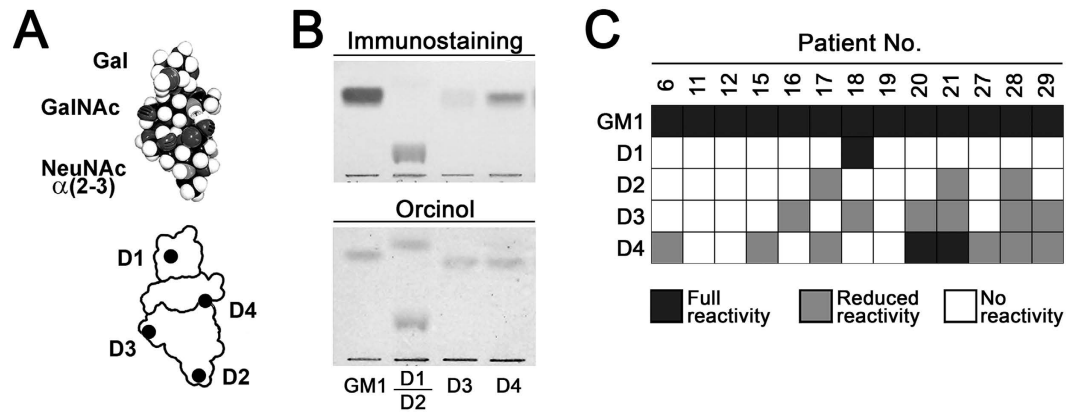 A
Gal
GalNAc
NeuNAc
α(2-3)
D1
D4
D3
D2
B
Immunostaining
Orcinol
GM1 D1 D3 D4
D2
C
Patient No.
6 11 12 15 16 17 18 19 20 21 27 28 29
GM1
D1
D2
D3
D4
Full
reactivity
Reduced
reactivity
No
reactivity